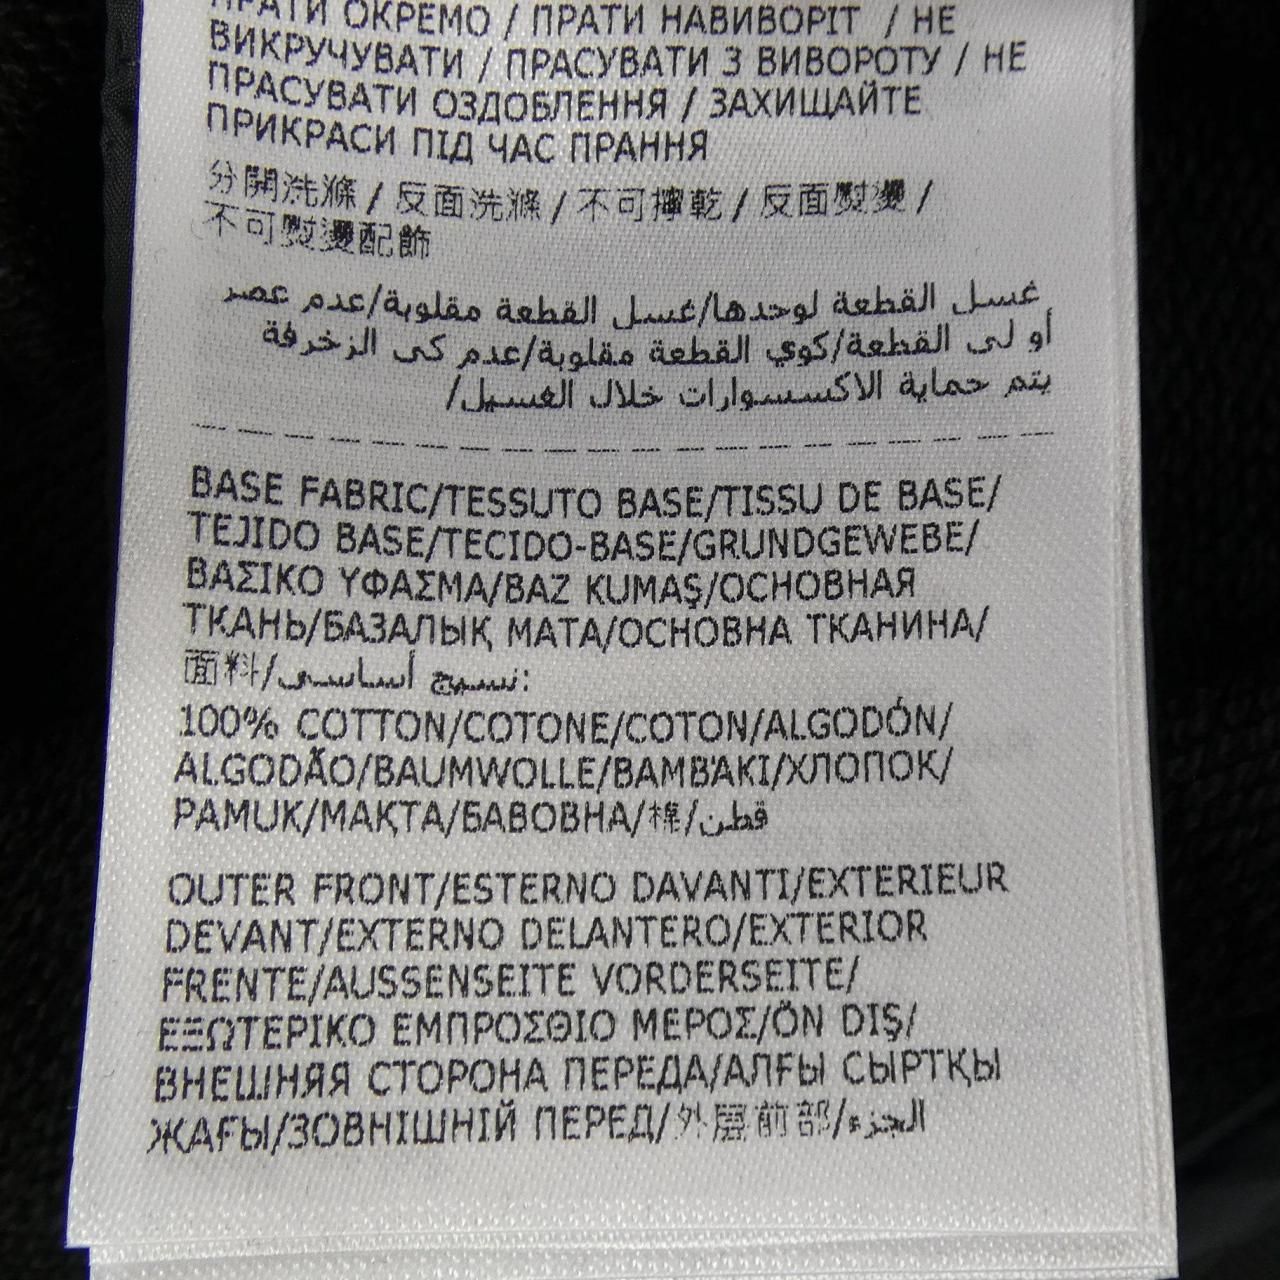 ПРАТИ ОКРЕМО / ПРАТИ НАВИВОРІТ / НЕ
ВИКРУЧУВАТИ / ПРАСУВАТИ З ВИВОРОТУ / НЕ
ПРАСУВАТИ ОЗДОБЛЕННЯ / ЗАХИЩАЙТЕ
ПРИКРАСИ ПІД ЧАС ПРАННЯ
分開洗滌 / 反面洗滌 / 不可擰乾 / 反面熨燙 /
不可熨燙配飾
غسل القطعة لوحدها/غسل القطعة مقلوبة/عدم عصر
أو لى القطعة/كوي القطعة مقلوبة/عدم كى الزخرفة
يتم حماية الاكسسوارات خلال الغسيل/
BASE FABRIC/TESSUTO BASE/TISSU DE BASE/
TEJIDO BASE/TECIDO-BASE/GRUNDGEWEBE/
ΒΑΣΙΚΟ ΥΦΑΣΜΑ/BAZ KUMAŞ/ОСНОВНАЯ
ТКАНЬ/БАЗАЛЫҚ МАТА/ОСНОВНА ТКАНИНА/
面料/نسيج أساسى:
100% COTTON/COTONE/COTON/ALGODÓN/
ALGODÃO/BAUMWOLLE/ΒΑΜΒΆΚΙ/ХЛОПОК/
PAMUK/МАҚТА/БАВОВНА/棉/قطن
OUTER FRONT/ESTERNO DAVANTI/EXTERIEUR
DEVANT/EXTERNO DELANTERO/EXTERIOR
FRENTE/AUSSENSEITE VORDERSEITE/
ΕΞΩΤΕΡΙΚΟ ΕΜΠΡΟΣΘΙΟ ΜΕΡΟΣ/ÖN DIŞ/
ВНЕШНЯЯ СТОРОНА ПЕРЕДА/АЛҒЫ СЫРТҚЫ
ЖАҒЫ/ЗОВНІШНІЙ ПЕРЕД/外層前部/الجزء